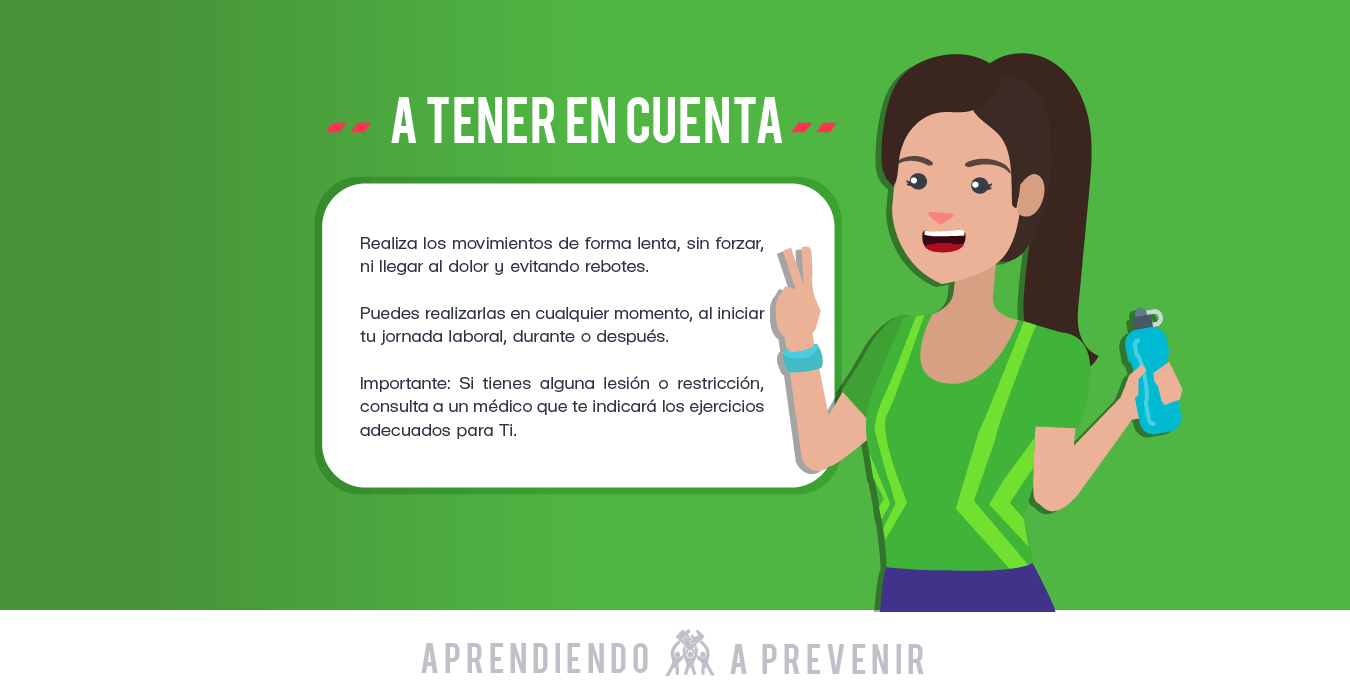 A TENER EN CUENTA
Realiza los movimientos de forma lenta, sin forzar,
ni llegar al dolor y evitando rebotes.
Puedes realizarlas en cualquier momento, al iniciar
tu jornada laboral, durante o después.
Importante: Si tienes alguna lesión o restricción,
consulta a un médico que te indicará los ejercicios
adecuados para Ti.
APRENDIENDO A PREVENIR